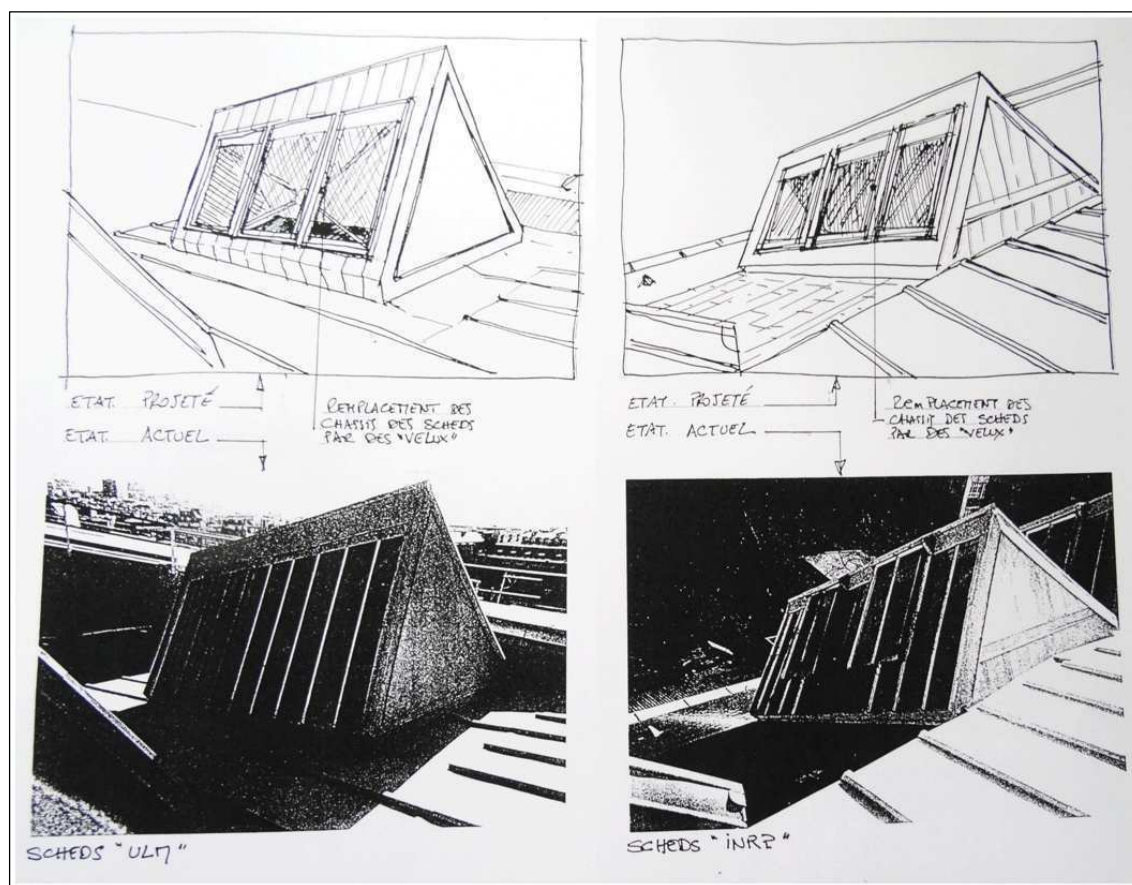 ETAT. PROJETÉ
ETAT. ACTUEL
REMPLACEMENT DES
CHASSIS DES SCHEDS
PAR DES "VELUX"
ETAT. PROJETÉ
ETAT. ACTUEL
REMPLACEMENT DES
CHASSIS DES SCHEDS
PAR DES "VELUX"
SCHEDS "ULM"
SCHEDS "INRP"